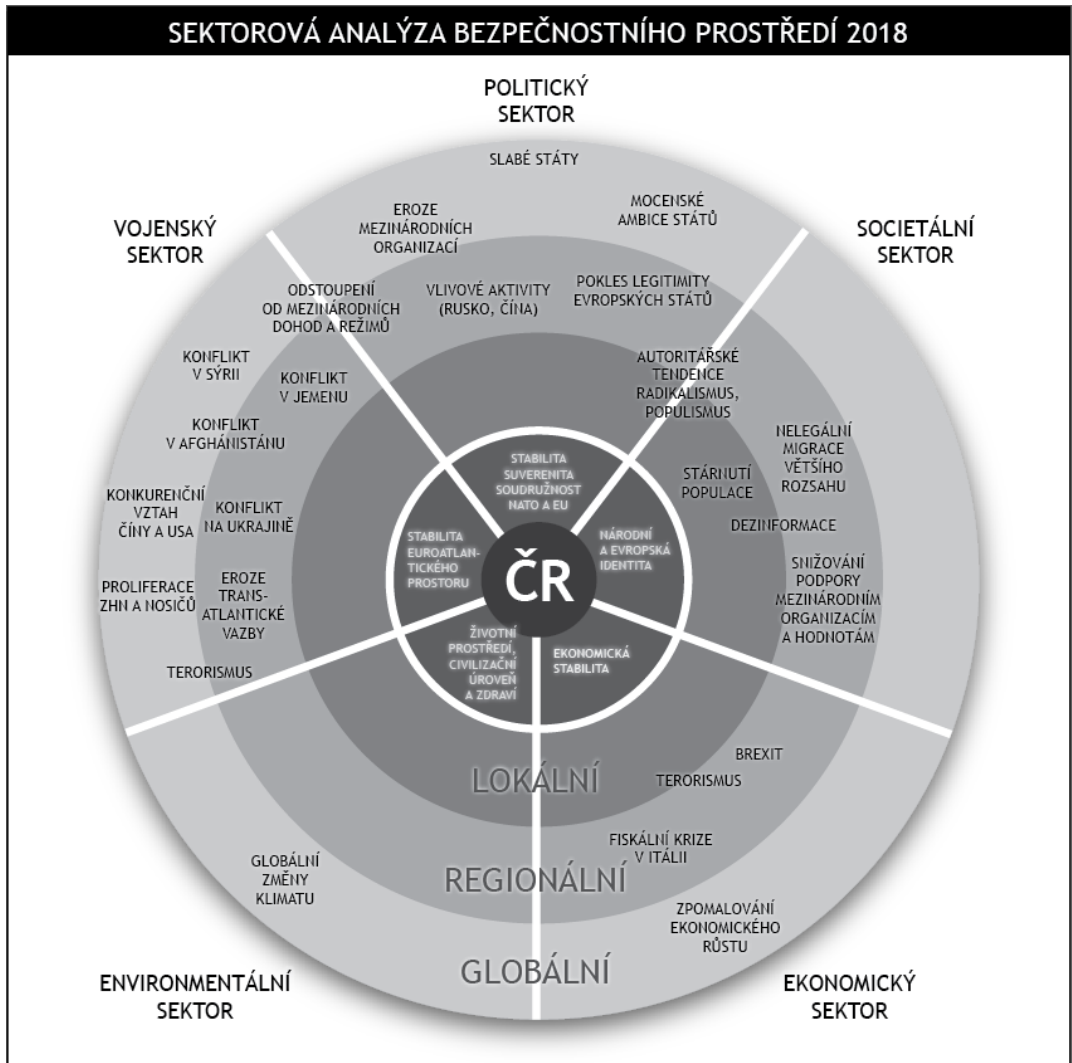 SEKTOROVÁ ANALÝZA BEZPEČNOSTNÍHO PROSTŘEDÍ 2018
POLITICKÝ
SEKTOR
SLABÉ STÁTY
MOCENSKÉ
AMBICE STÁTŮ
EROZE
MEZINÁRODNÍCH
ORGANIZACÍ
VOJENSKÝ
SEKTOR
SOCIETÁLNÍ
SEKTOR
ODSTOUPENÍ
OD MEZINÁRODNÍCH
DOHOD A REŽIMŮ
VLIVOVÉ AKTIVITY
(RUSKO, ČÍNA)
POKLES LEGITIMITY
EVROPSKÝCH STÁTŮ
KONFLIKT
V SÝRII
KONFLIKT
V JEMENU
AUTORITÁŘSKÉ
TENDENCE
RADIKALISMUS,
POPULISMUS
KONFLIKT
V AFGHÁNISTÁNU
NELEGÁLNÍ
MIGRACE
VĚTŠÍHO
ROZSAHU
STABILITA
SUVERENITA
SOUDRUŽNOST
NATO A EU
STÁRNUTÍ
POPULACE
KONKURENČNÍ
VZTAH
ČÍNY A USA
KONFLIKT
NA UKRAJINĚ
DEZINFORMACE
STABILITA
EUROATLAN-
TICKÉHO
PROSTORU
ČR
NÁRODNÍ
A EVROPSKÁ
IDENTITA
PROLIFERACE
ZHN A NOSIČŮ
EROZE
TRANS-
ATLANTICKÉ
VAZBY
SNIŽOVÁNÍ
PODPORY
MEZINÁRODNÍM
ORGANIZACÍM
A HODNOTÁM
TERORISMUS
ŽIVOTNÍ
PROSTŘEDÍ,
CIVILIZAČNÍ
ÚROVEŇ
A ZDRAVÍ
EKONOMICKÁ
STABILITA
BREXIT
LOKÁLNÍ
TERORISMUS
FISKÁLNÍ KRIZE
V ITÁLII
GLOBÁLNÍ
ZMĚNY
KLIMATU
REGIONÁLNÍ
ZPOMALOVÁNÍ
EKONOMICKÉHO
RŮSTU
GLOBÁLNÍ
ENVIRONMENTÁLNÍ
SEKTOR
EKONOMICKÝ
SEKTOR